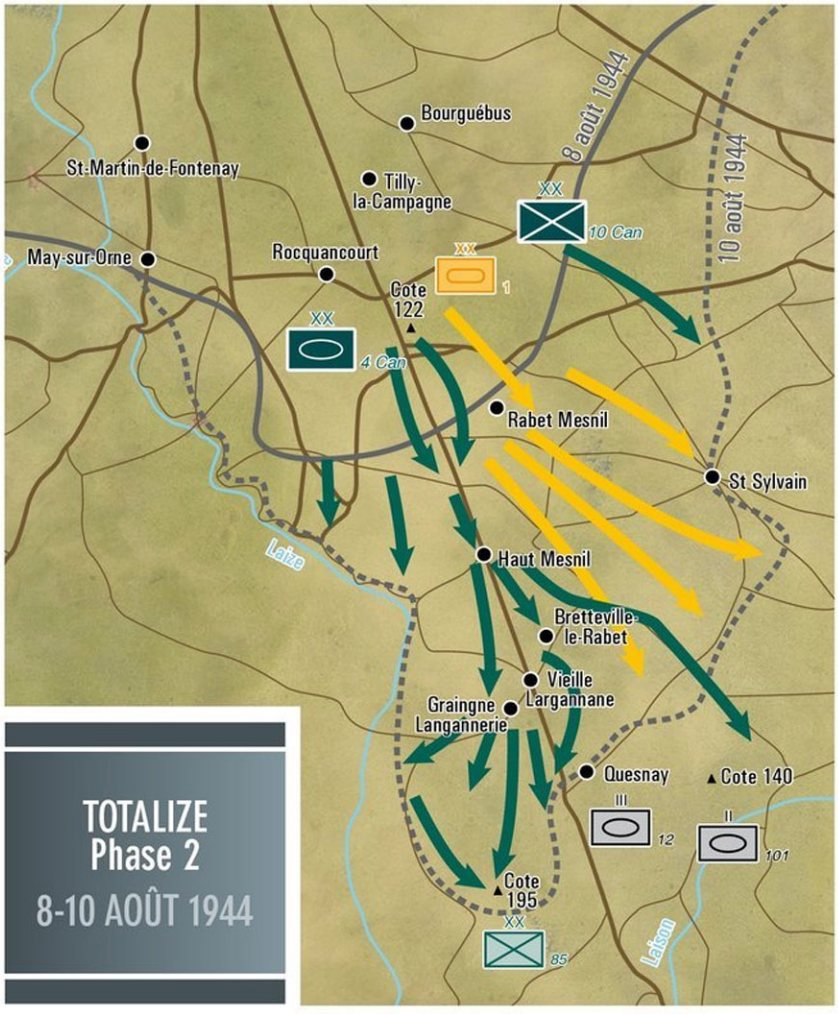 8 août 1944
10 août 1944
Bourguébus
St-Martin-de-Fontenay
Tilly-
la-Campagne
XX
10 Can
May-sur-Orne
Rocquancourt
XX
1
Cote
122
XX
4 Can
Rabet Mesnil
St Sylvain
Laize
Haut Mesnil
Bretteville-
le-Rabet
Vieille
Largannane
Graingne
Langannerie
Quesnay
Cote 140
III
12
II
101
Cote
195
XX
85
Laison
TOTALIZE
Phase 2
8-10 AOÛT 1944